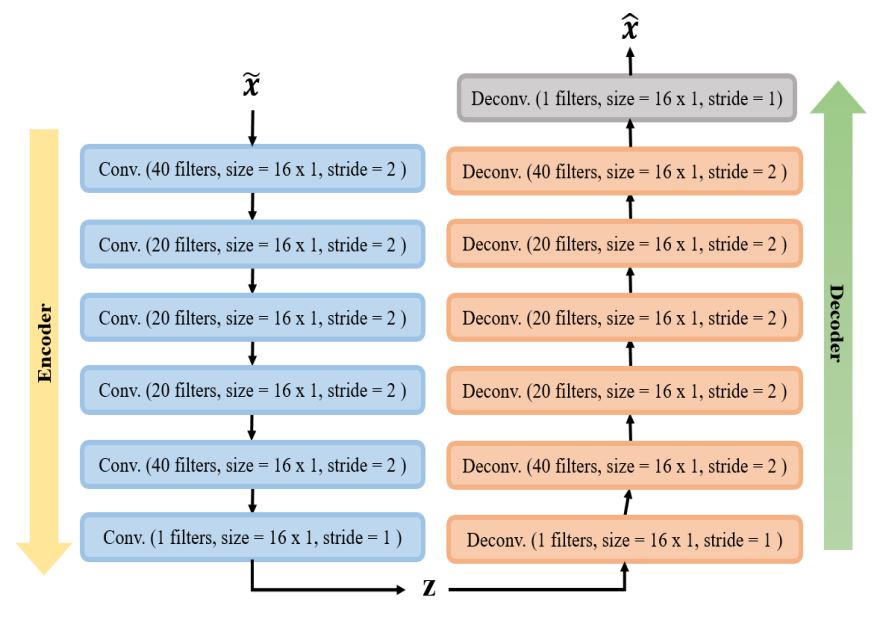 x̃
Encoder
Conv. (40 filters, size = 16 x 1, stride = 2 )
Conv. (20 filters, size = 16 x 1, stride = 2 )
Conv. (20 filters, size = 16 x 1, stride = 2 )
Conv. (20 filters, size = 16 x 1, stride = 2 )
Conv. (40 filters, size = 16 x 1, stride = 2 )
Conv. (1 filters, size = 16 x 1, stride = 1 )
z
x̂
Deconv. (1 filters, size = 16 x 1, stride = 1)
Deconv. (40 filters, size = 16 x 1, stride = 2 )
Deconv. (20 filters, size = 16 x 1, stride = 2 )
Deconv. (20 filters, size = 16 x 1, stride = 2 )
Deconv. (20 filters, size = 16 x 1, stride = 2 )
Deconv. (40 filters, size = 16 x 1, stride = 2 )
Deconv. (1 filters, size = 16 x 1, stride = 1 )
Decoder